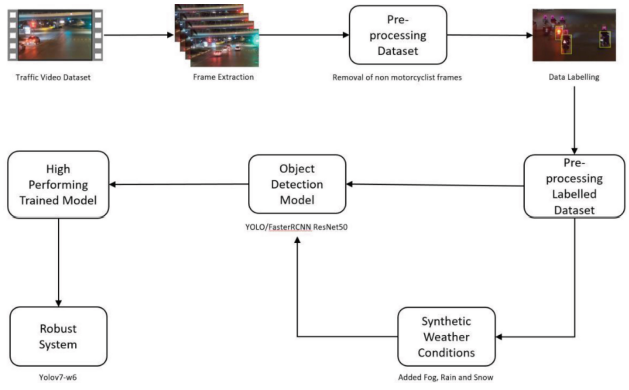 Pre-
processing
Dataset
Traffic Video Dataset
Frame Extraction
Removal of non motorcyclist frames
Data Labelling
High
Performing
Trained Model
Object
Detection
Model
Pre-
processing
Labelled
Dataset
YOLO/FasterRCNN ResNet50
Robust
System
Synthetic
Weather
Conditions
Yolov7-w6
Added Fog, Rain and Snow